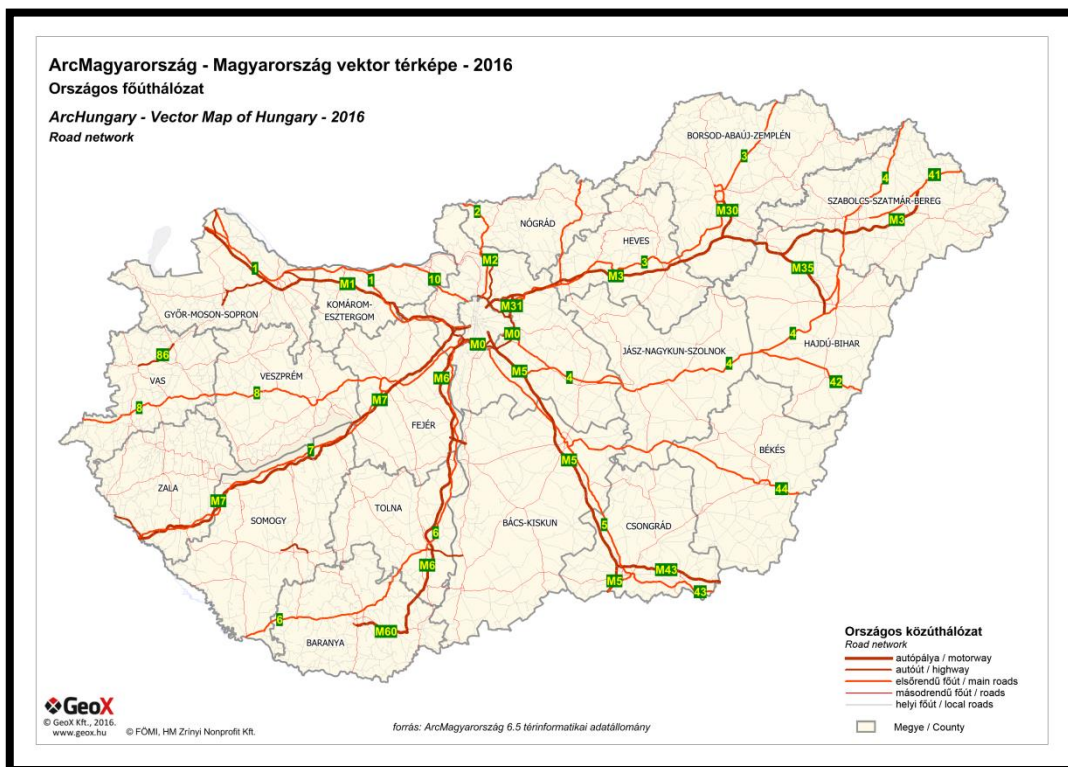 ArcMagyarország - Magyarország vektor térképe - 2016
Országos főúthálózat
ArcHungary - Vector Map of Hungary - 2016
Road network
BORSOD-ABAÚJ-ZEMPLÉN
3
4
41
SZABOLCS-SZATMÁR-BEREG
2
NÓGRÁD
M30
M3
HEVES
M2
3
M3
M35
1
M1
1
10
KOMÁROM-
ESZTERGOM
GYŐR-MOSON-SOPRON
M31
M0
4
M0
HAJDÚ-BIHAR
JÁSZ-NAGYKUN-SZOLNOK
86
VAS
VESZPRÉM
M6
M5
4
4
42
8
8
M7
FEJÉR
7
BÉKÉS
M5
ZALA
M7
44
SOMOGY
TOLNA
BÁCS-KISKUN
5
CSONGRÁD
6
M6
M43
M5
43
6
M60
BARANYA
Országos közúthálózat
Road network
autópálya / motorway
autóút / highway
elsőrendű főút / main roads
másodrendű főút / roads
helyi főút / local roads
Megye / County
GeoX
© GeoX Kft., 2016.
www.geox.hu
© FÖMI, HM Zrínyi Nonprofit Kft.
forrás: ArcMagyarország 6.5 térinformatikai adatállomány